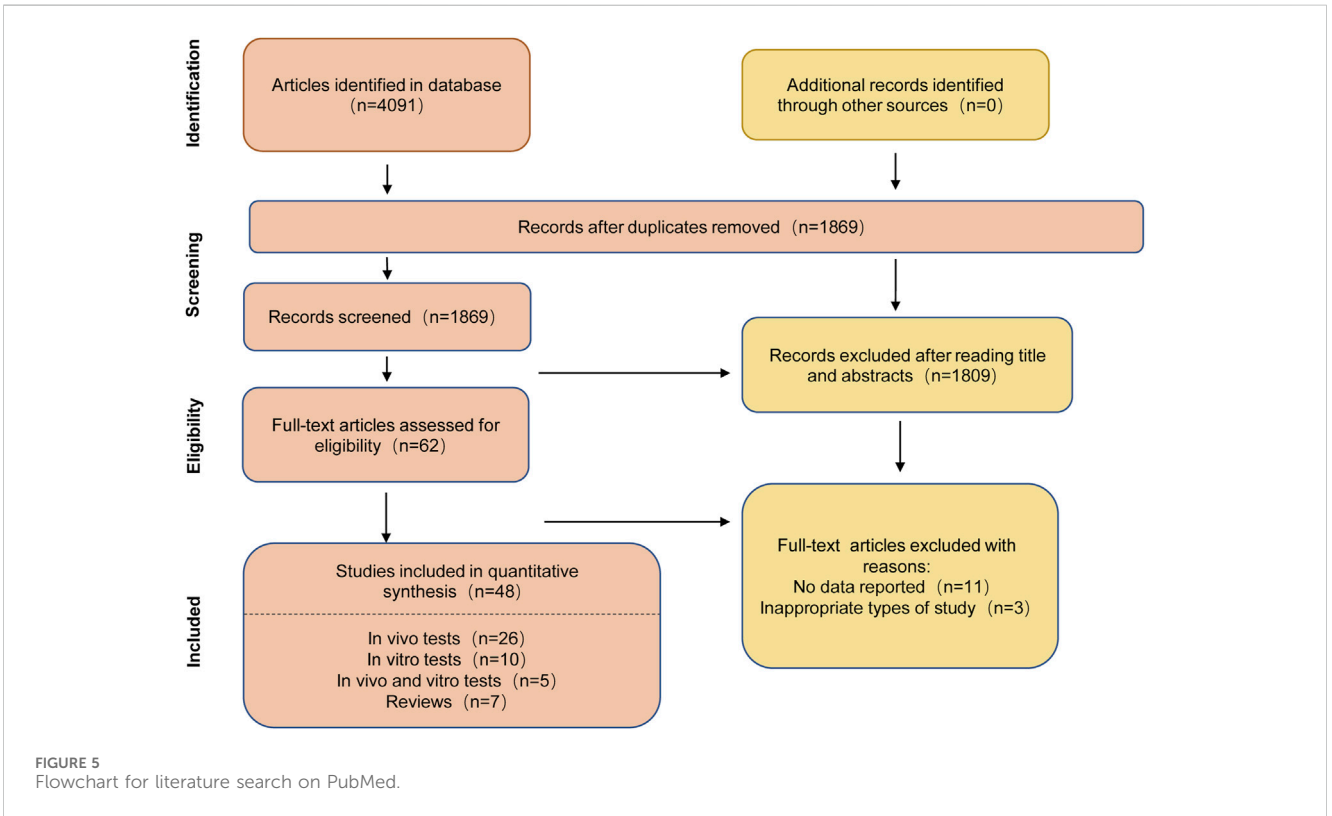 Identification
Articles identified in database
（n=4091）
Additional records identified
through other sources（n=0）
Screening
Records after duplicates removed（n=1869）
Records screened（n=1869）
Records excluded after reading title
and abstracts（n=1809）
Eligibility
Full-text articles assessed for
eligibility（n=62）
Full-text articles excluded with
reasons:
No data reported（n=11）
Inappropriate types of study（n=3）
Included
Studies included in quantitative
synthesis（n=48）
In vivo tests（n=26）
In vitro tests（n=10）
In vivo and vitro tests（n=5）
Reviews（n=7）
FIGURE 5
Flowchart for literature search on PubMed.